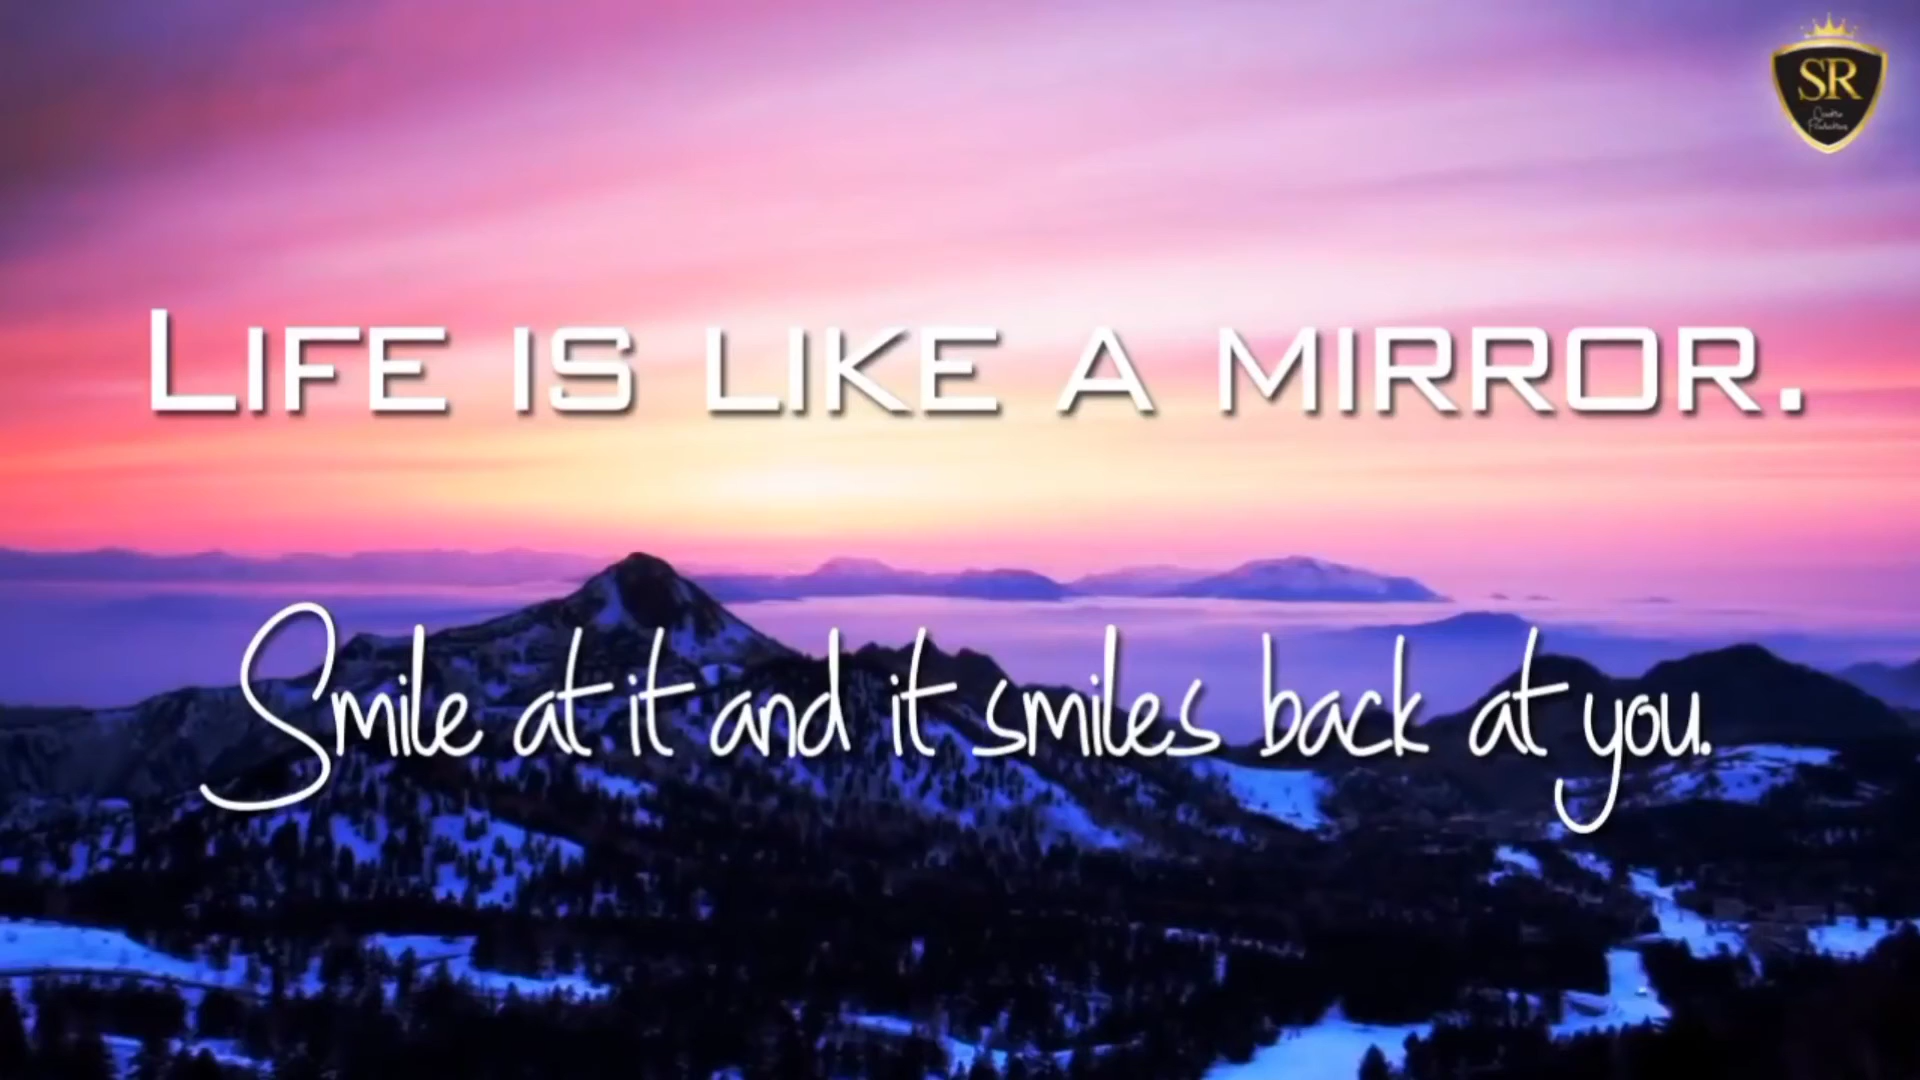 SR
LIFE IS LIKE A MIRROR.
Smile at it and it smiles back at you.